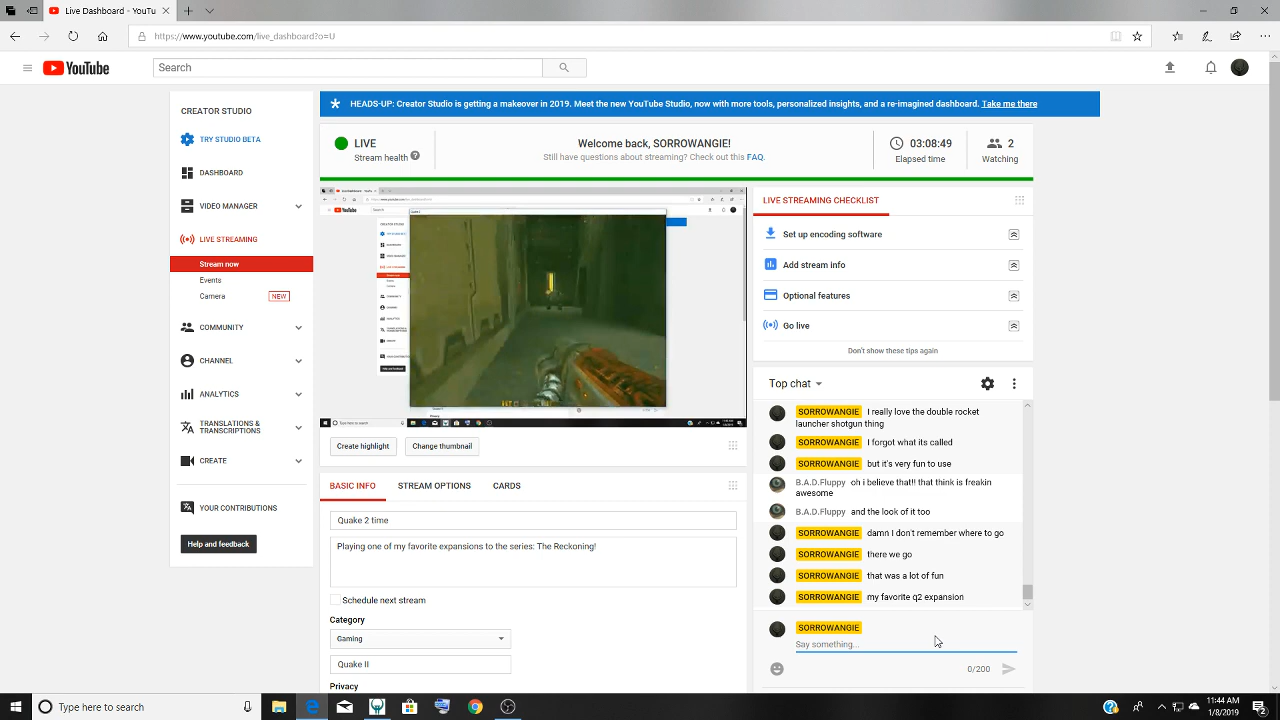 Live Dashboard - YouTu
https://www.youtube.com/live_dashboard?o=U
YouTube
Search
CREATOR STUDIO
TRY STUDIO BETA
DASHBOARD
VIDEO MANAGER
LIVE STREAMING
Stream now
Events
Camera NEW
COMMUNITY
CHANNEL
ANALYTICS
TRANSLATIONS &
TRANSCRIPTIONS
CREATE
YOUR CONTRIBUTIONS
Help and feedback
HEADS-UP: Creator Studio is getting a makeover in 2019. Meet the new YouTube Studio, now with more tools, personalized insights, and a re-imagined dashboard. Take me there
LIVE
Stream health ?
Welcome back, SORROWANGIE!
Still have questions about streaming? Check out this FAQ.
03:08:49
Elapsed time
2
Watching
Create highlight
Change thumbnail
BASIC INFO STREAM OPTIONS CARDS
Quake 2 time
Playing one of my favorite expansions to the series: The Reckoning!
Schedule next stream
Category
Gaming
Quake II
Privacy
LIVE STREAMING CHECKLIST
Set up encoding software
Add stream info
Optional features
Go live
Don't show these tips again
Top chat
SORROWANGIE I really love the double rocket
launcher shotgun thing
SORROWANGIE I forgot what its called
SORROWANGIE but it's very fun to use
B.A.D.Fluppy oh i believe that!! that think is freakin
awesome
B.A.D.Fluppy and the look of it too
SORROWANGIE damn I don't remember where to go
SORROWANGIE there we go
SORROWANGIE that was a lot of fun
SORROWANGIE my favorite q2 expansion
SORROWANGIE
Say something...
0/200
Type here to search
11:44 AM
1/8/2019